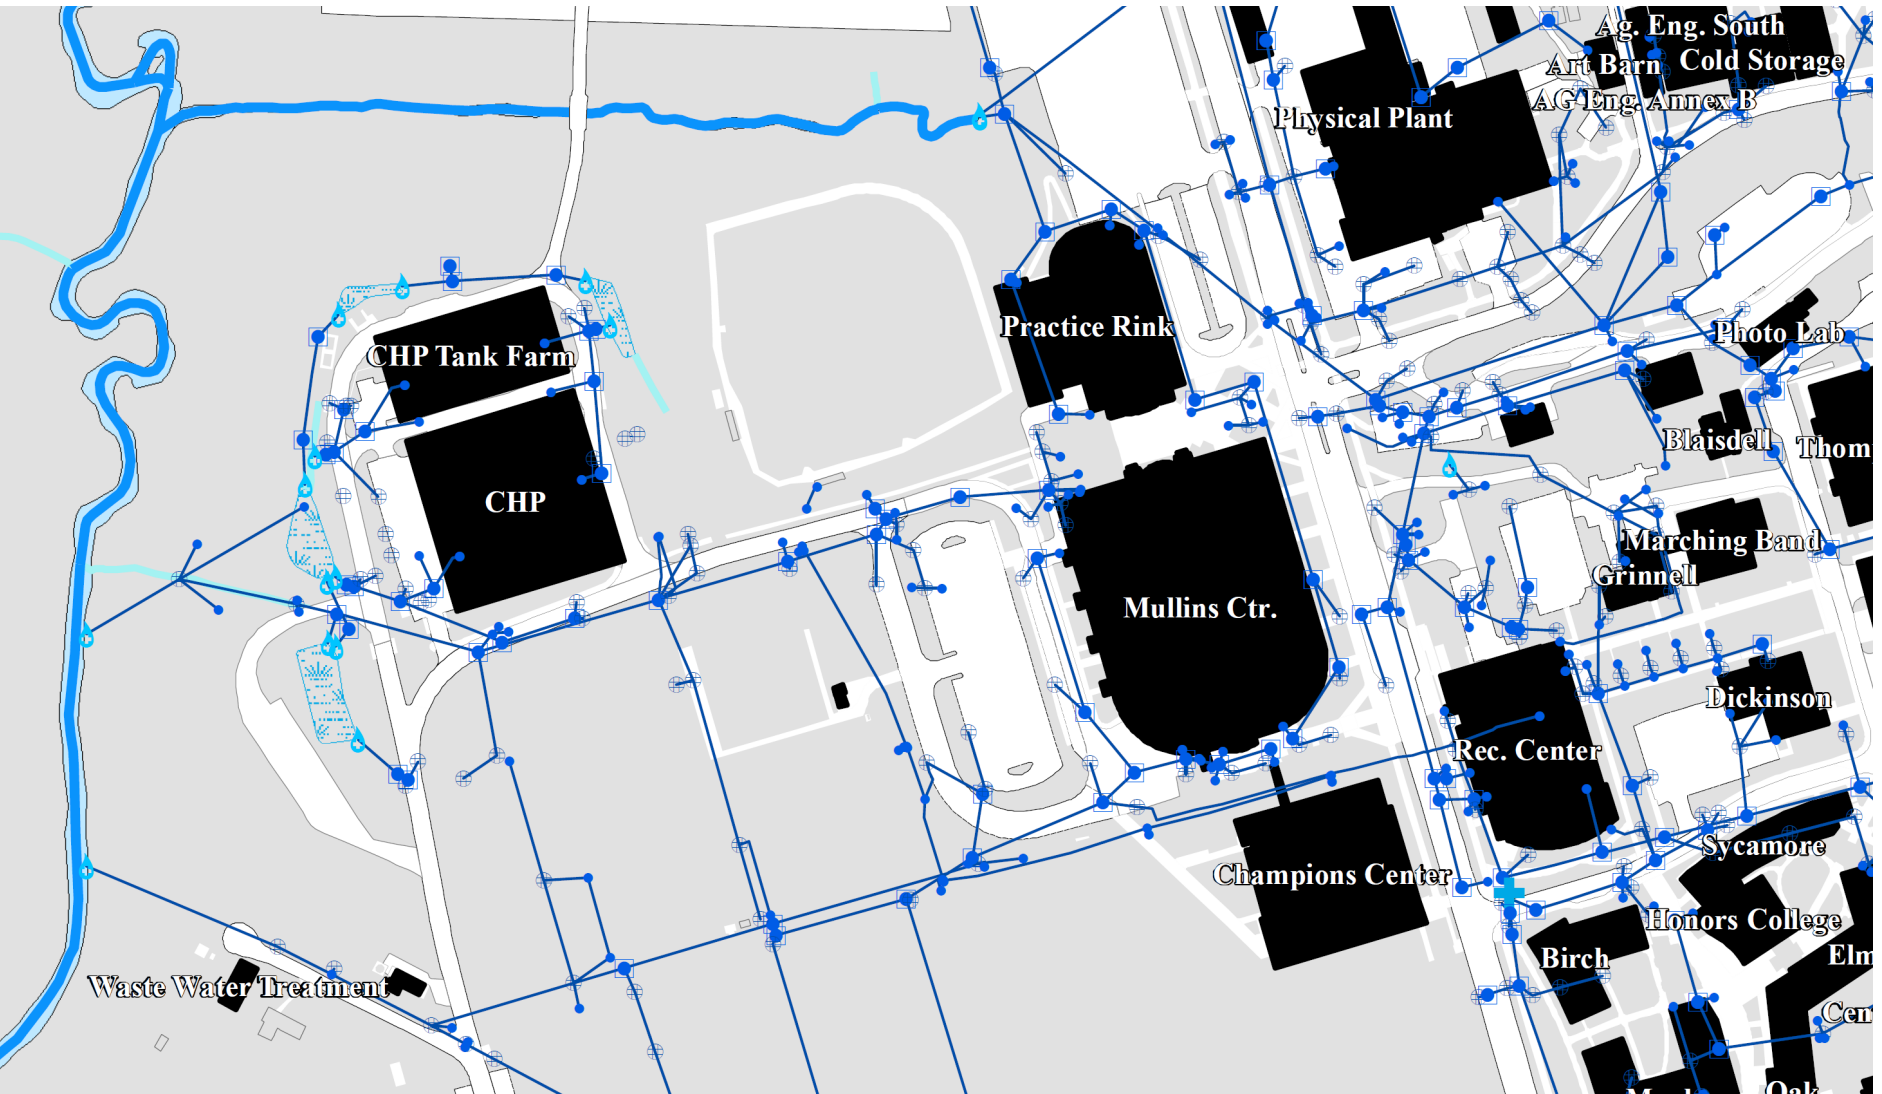 Ag. Eng. South
Art Barn
Cold Storage
AG Eng. Annex B
Physical Plant
Practice Rink
Photo Lab
CHP Tank Farm
Blaisdell
Thom
CHP
Marching Band
Grinnell
Mullins Ctr.
Dickinson
Rec. Center
Sycamore
Champions Center
Honors College
Birch
Elm
Waste Water Treatment
Cen
Oak